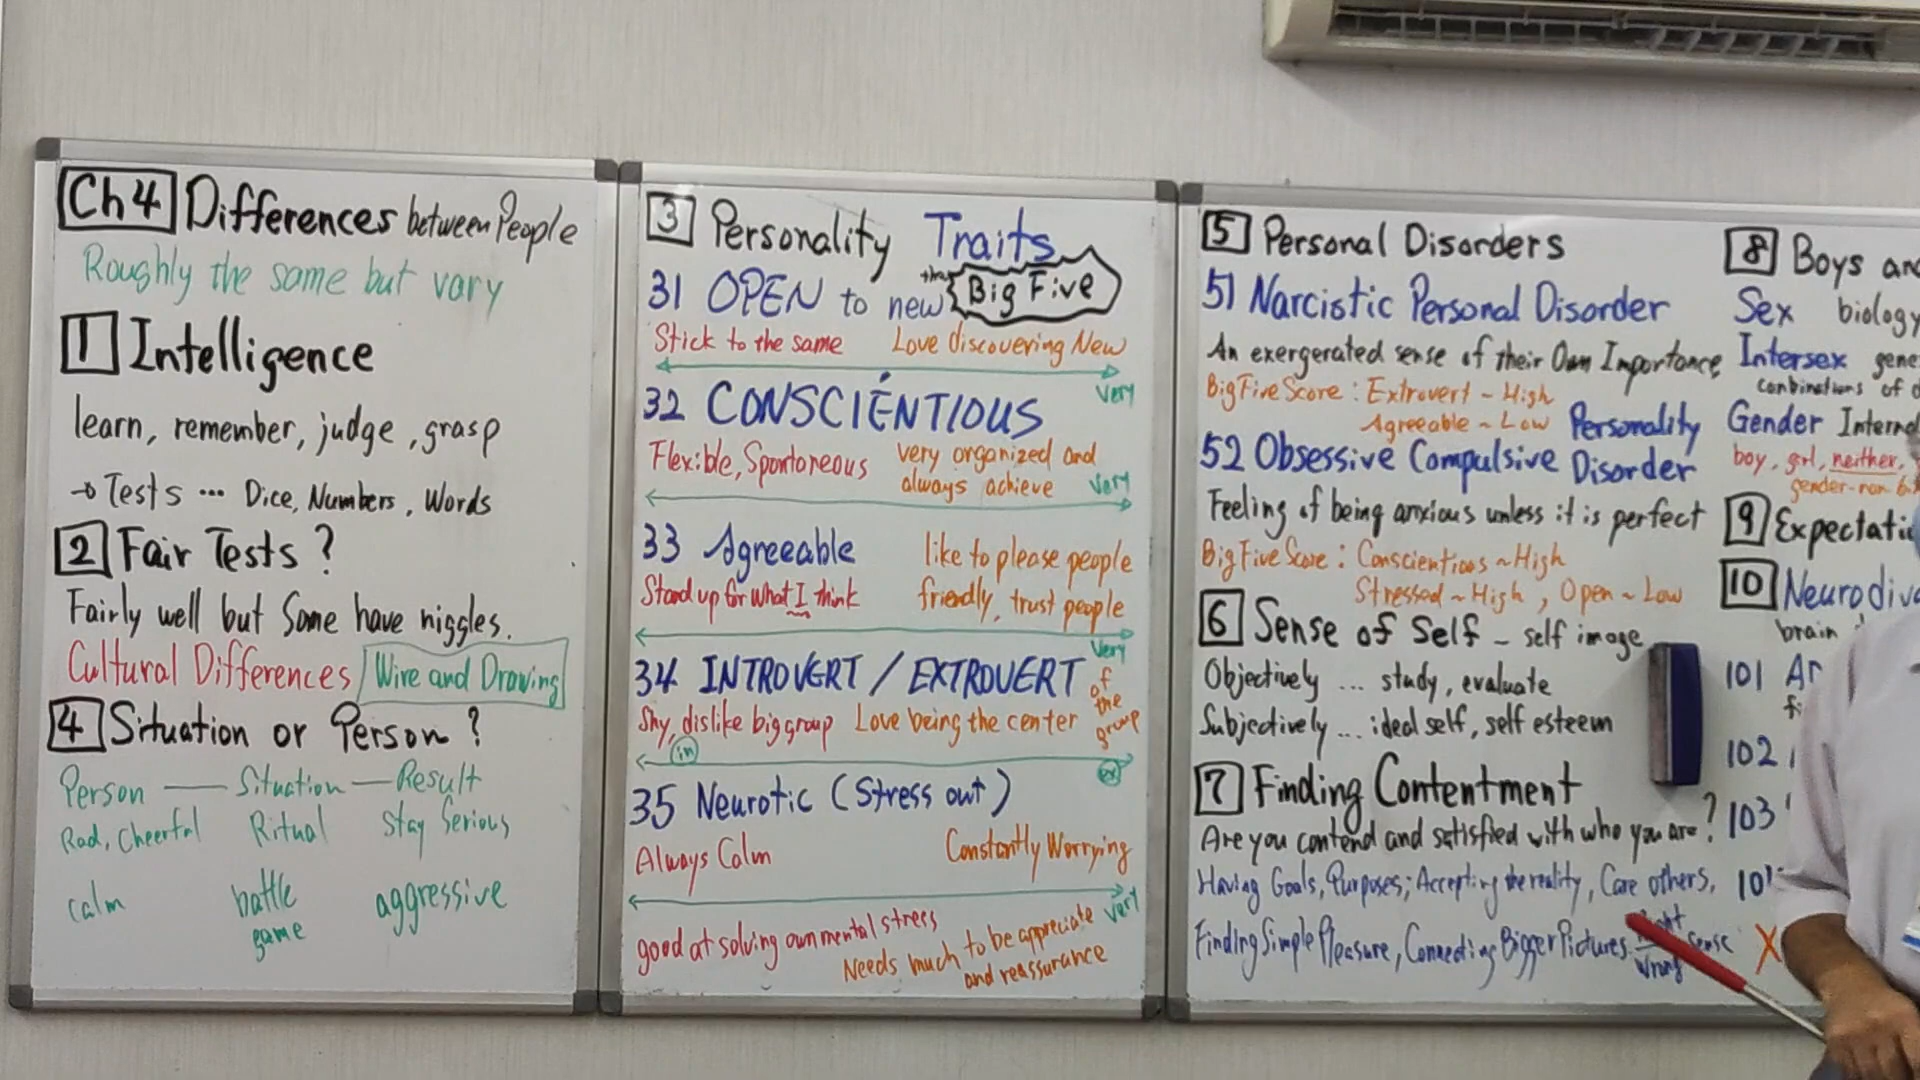 Ch4 Differences between People
Roughly the same but vary
1 Intelligence
learn, remember, judge, grasp
→ Tests ... Dice, Numbers, Words
2 Fair Tests?
Fairly well but some have niggles.
Cultural Differences Wire and Drawing
4 Situation or Person?
Person — Situation — Result
Rad, Cheerful Ritual Stay Serious
calm battle game aggressive
3 Personality Traits
Big Five
31 OPEN to new
Stick to the same Love discovering New
very
32 CONSCIENTIOUS
Flexible, Spontaneous very organized and
always achieve very
33 Agreeable like to please people
Stand up for what I think friendly, trust people
very
34 INTROVERT / EXTROVERT
Shy, dislike big group Love being the center of the group
in ex
35 Neurotic (Stress out)
Always Calm Constantly Worrying
very
good at solving own mental stress
Needs much to be appreciate
and reassurance
5 Personal Disorders
51 Narcistic Personal Disorder
An exergerated sense of their Own Importance
Big Five Score : Extrovert ~ High
Agreeable ~ Low
52 Obsessive Compulsive Personality Disorder
Feeling of being anxious unless it is perfect
Big Five Score : Conscientious ~ High
Stressed ~ High, Open ~ Low
6 Sense of Self - self image
Objectively ... study, evaluate
Subjectively ... ideal self, self esteem
7 Finding Contentment
Are you contend and satisfied with who you are?
Having Goals, Purposes; Accepting the reality, Care others,
Finding Simple Pleasure, Connecting Bigger Pictures. wrong sense
8 Boys
Sex biology
Intersex
Gender
boy, girl, neither,
9
10
brain
101
102
103
X